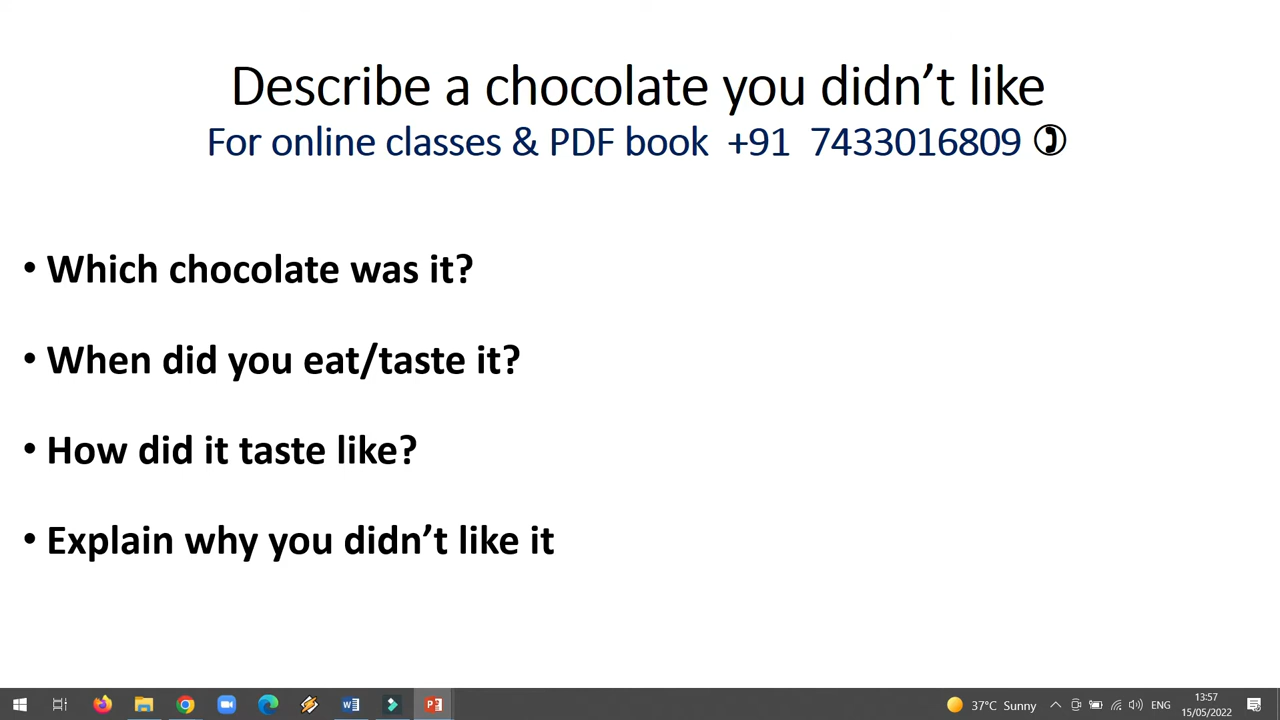 Describe a chocolate you didn’t like
For online classes & PDF book +91 7433016809 ✆
• Which chocolate was it?
• When did you eat/taste it?
• How did it taste like?
• Explain why you didn’t like it
37°C Sunny
ENG
13:57
15/05/2022